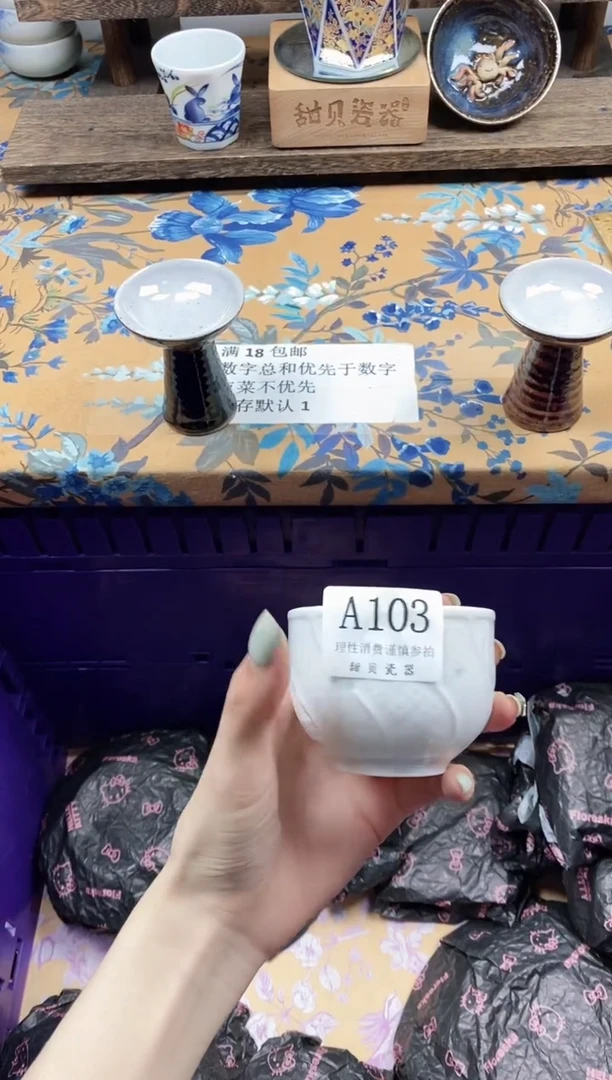 甜贝瓷器
满 18 包邮
数字总和优先于数字
菜不优先
存默认 1
A103
理性消费谨慎参拍
甜贝瓷器